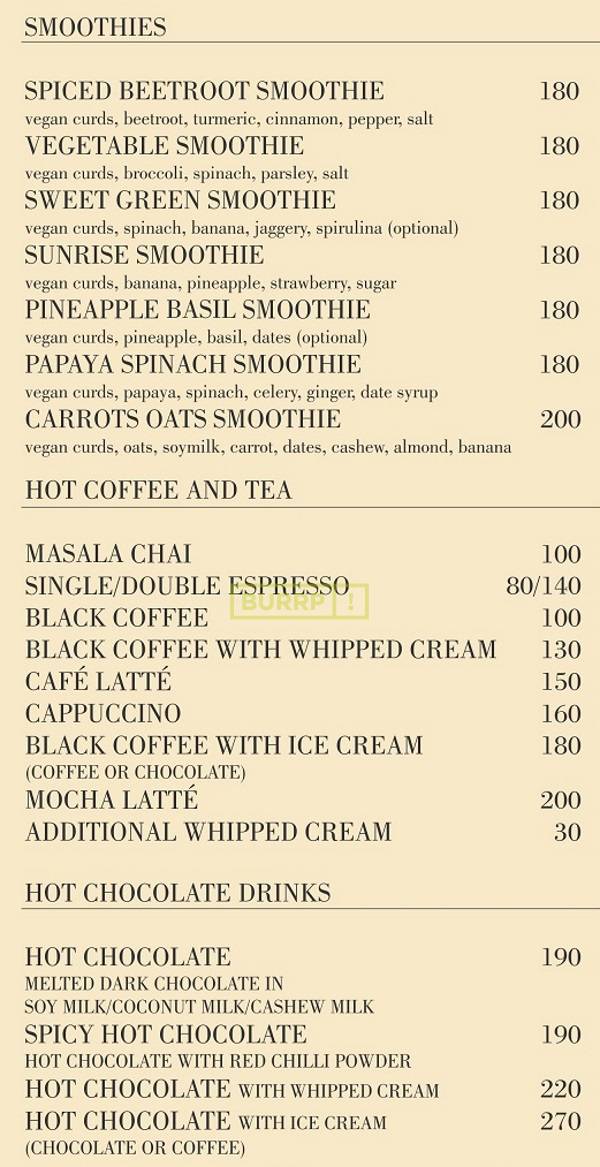 SMOOTHIES
SPICED BEETROOT SMOOTHIE 180
vegan curds, beetroot, turmeric, cinnamon, pepper, salt
VEGETABLE SMOOTHIE 180
vegan curds, broccoli, spinach, parsley, salt
SWEET GREEN SMOOTHIE 180
vegan curds, spinach, banana, jaggery, spirulina (optional)
SUNRISE SMOOTHIE 180
vegan curds, banana, pineapple, strawberry, sugar
PINEAPPLE BASIL SMOOTHIE 180
vegan curds, pineapple, basil, dates (optional)
PAPAYA SPINACH SMOOTHIE 180
vegan curds, papaya, spinach, celery, ginger, date syrup
CARROTS OATS SMOOTHIE 200
vegan curds, oats, soymilk, carrot, dates, cashew, almond, banana
HOT COFFEE AND TEA
MASALA CHAI 100
SINGLE/DOUBLE ESPRESSO 80/140
BURRP!
BLACK COFFEE 100
BLACK COFFEE WITH WHIPPED CREAM 130
CAFÉ LATTÉ 150
CAPPUCCINO 160
BLACK COFFEE WITH ICE CREAM 180
(COFFEE OR CHOCOLATE)
MOCHA LATTÉ 200
ADDITIONAL WHIPPED CREAM 30
HOT CHOCOLATE DRINKS
HOT CHOCOLATE 190
MELTED DARK CHOCOLATE IN
SOY MILK/COCONUT MILK/CASHEW MILK
SPICY HOT CHOCOLATE 190
HOT CHOCOLATE WITH RED CHILLI POWDER
HOT CHOCOLATE WITH WHIPPED CREAM 220
HOT CHOCOLATE WITH ICE CREAM 270
(CHOCOLATE OR COFFEE)